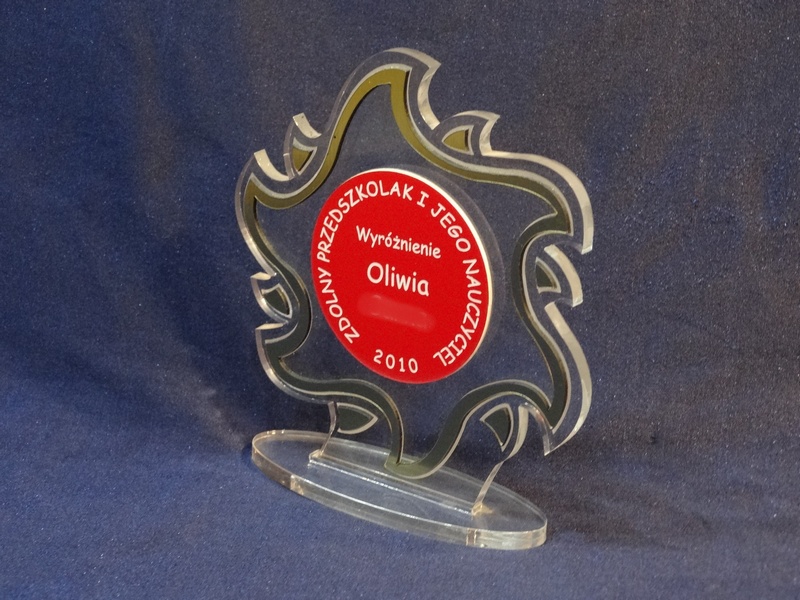 ZDOLNY PRZEDSZKOLAK I JEGO NAUCZYCIEL
Wyróżnienie
Oliwia
2010